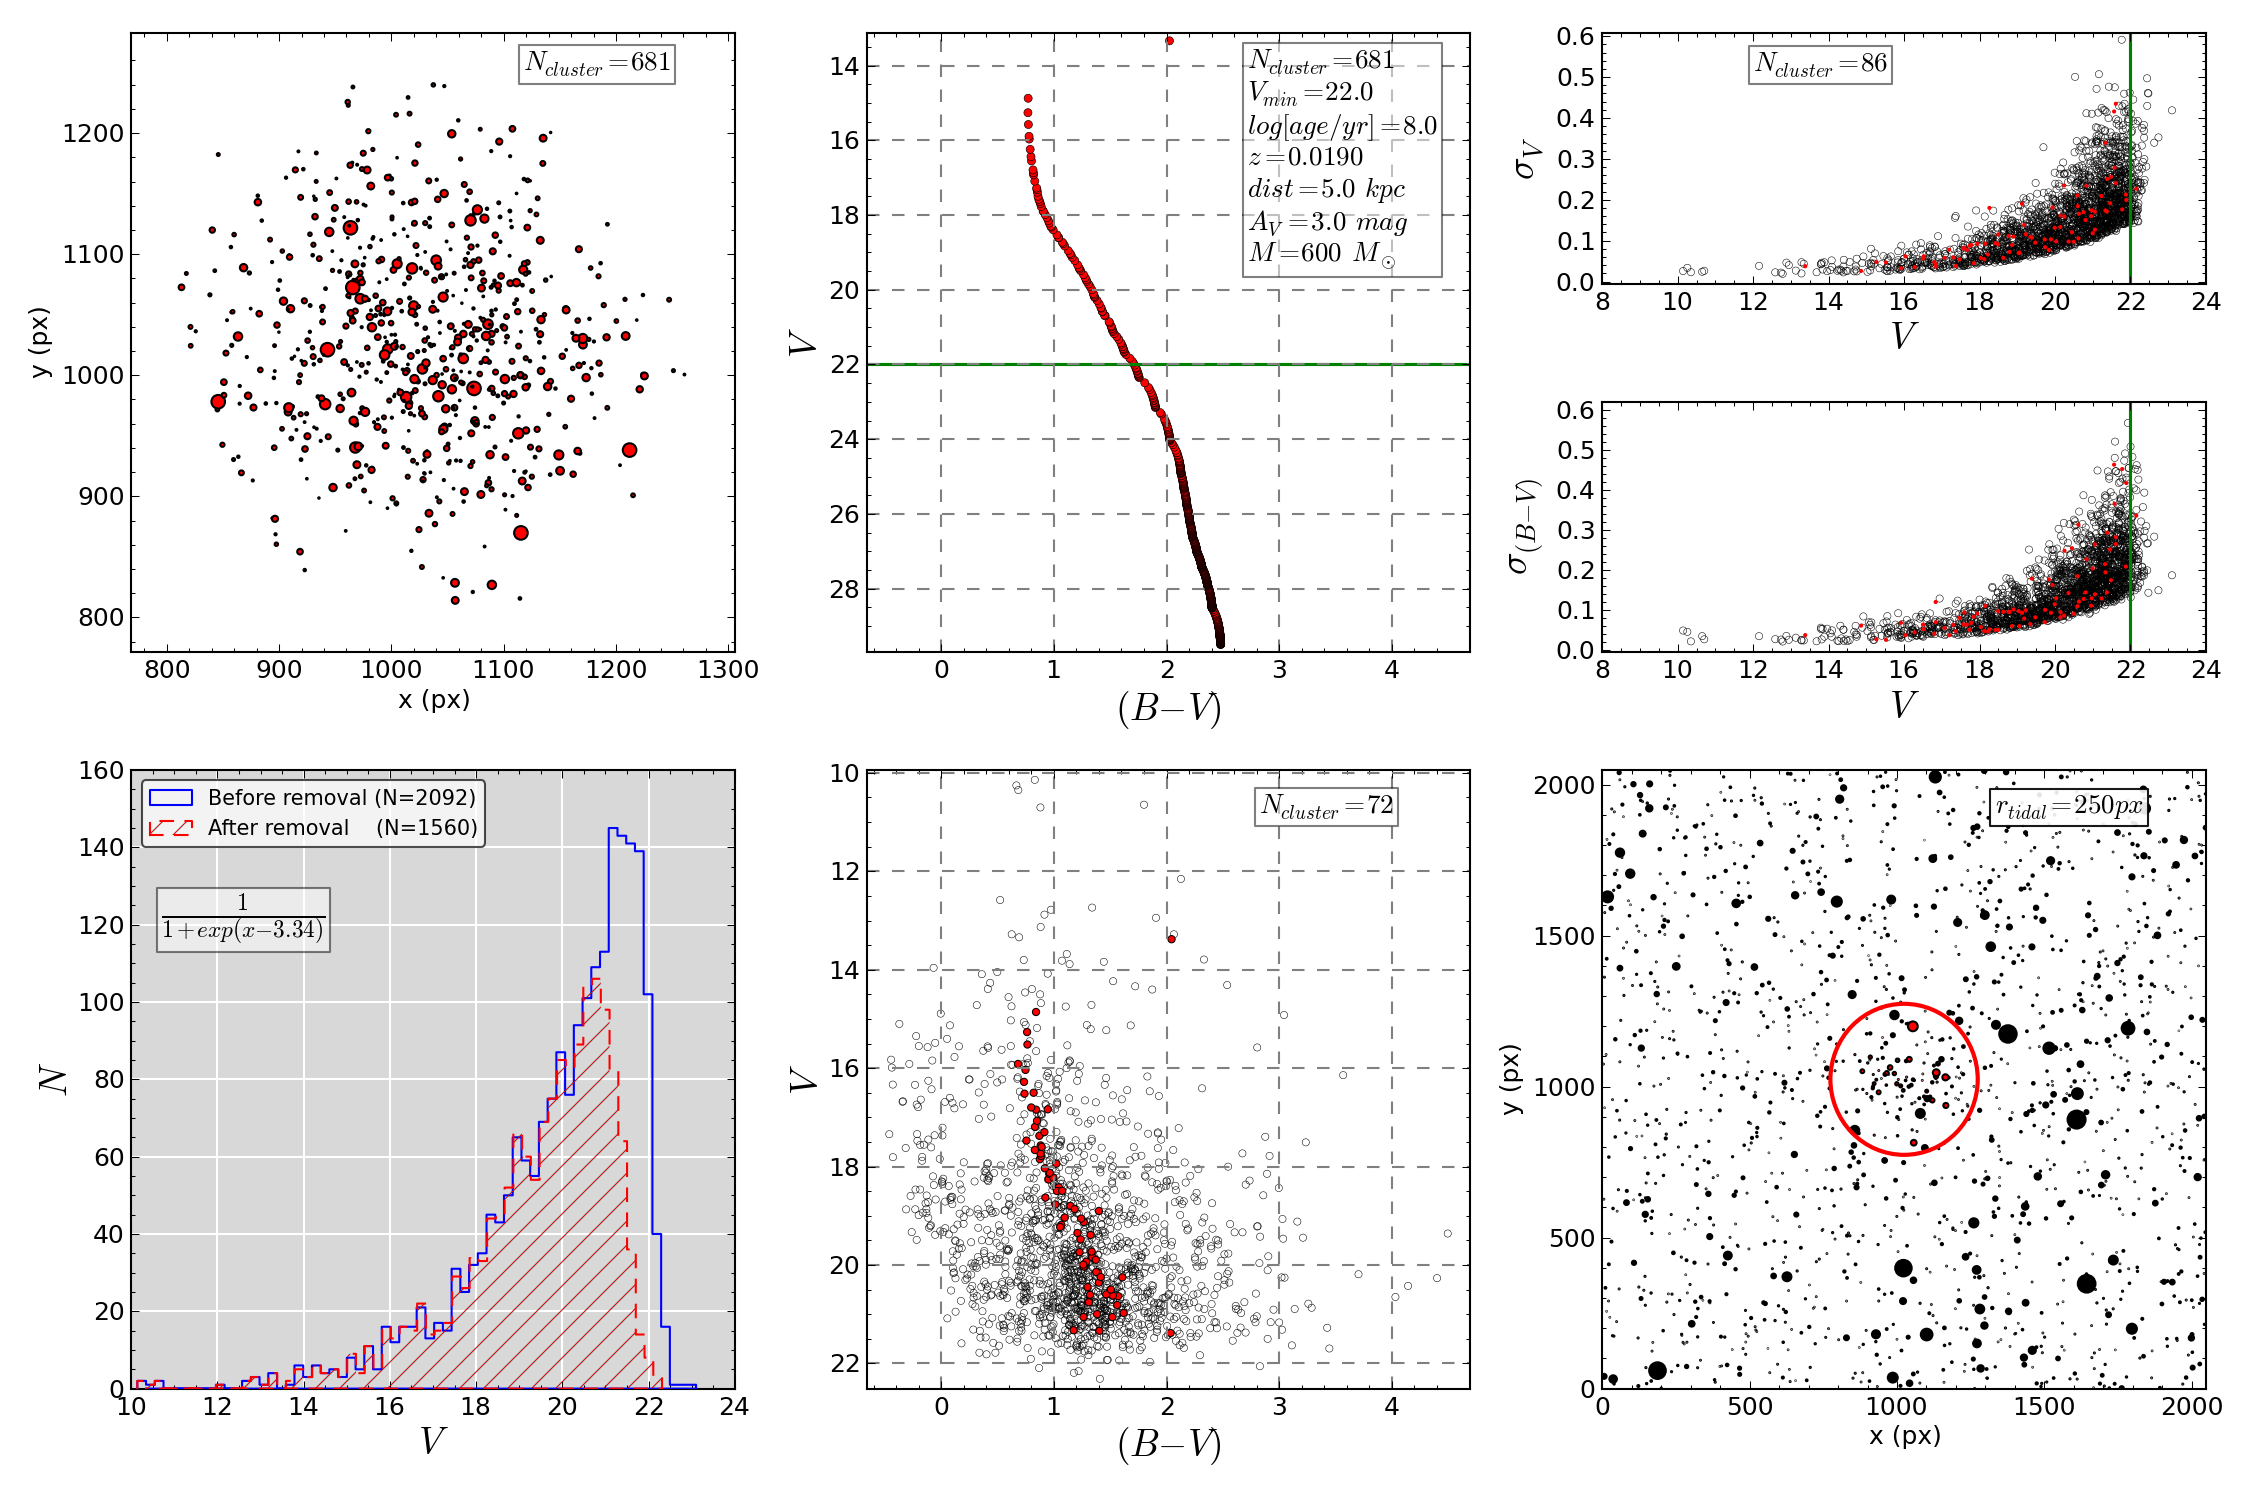 N_cluster=681
1200
1100
1000
900
800
y (px)
800 900 1000 1100 1200 1300
x (px)
N_cluster=681
V_min=22.0
log[age/yr]=8.0
z=0.0190
dist=5.0 kpc
A_V=3.0 mag
M=600 M_⊙
14
16
18
20
22
24
26
28
V
0 1 2 3 4
(B−V)
N_cluster=86
0.6
0.5
0.4
0.3
0.2
0.1
0.0
σ_V
8 10 12 14 16 18 20 22 24
V
0.6
0.5
0.4
0.3
0.2
0.1
0.0
σ_(B−V)
8 10 12 14 16 18 20 22 24
V
160
140
120
100
80
60
40
20
0
N
Before removal (N=2092)
After removal (N=1560)
1
1+exp(x−3.34)
10 12 14 16 18 20 22 24
V
N_cluster=72
10
12
14
16
18
20
22
V
0 1 2 3 4
(B−V)
r_tidal=250px
2000
1500
1000
500
0
y (px)
0 500 1000 1500 2000
x (px)